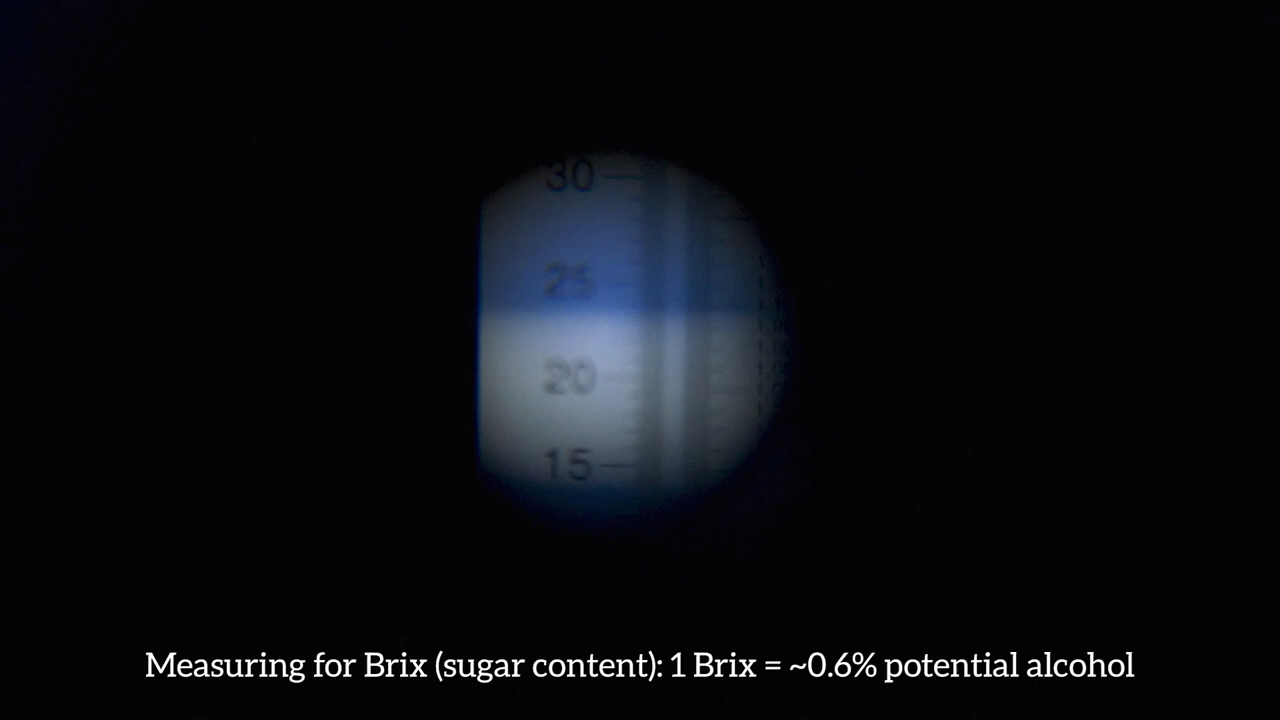 30
25
20
15
Measuring for Brix (sugar content): 1 Brix = ~0.6% potential alcohol